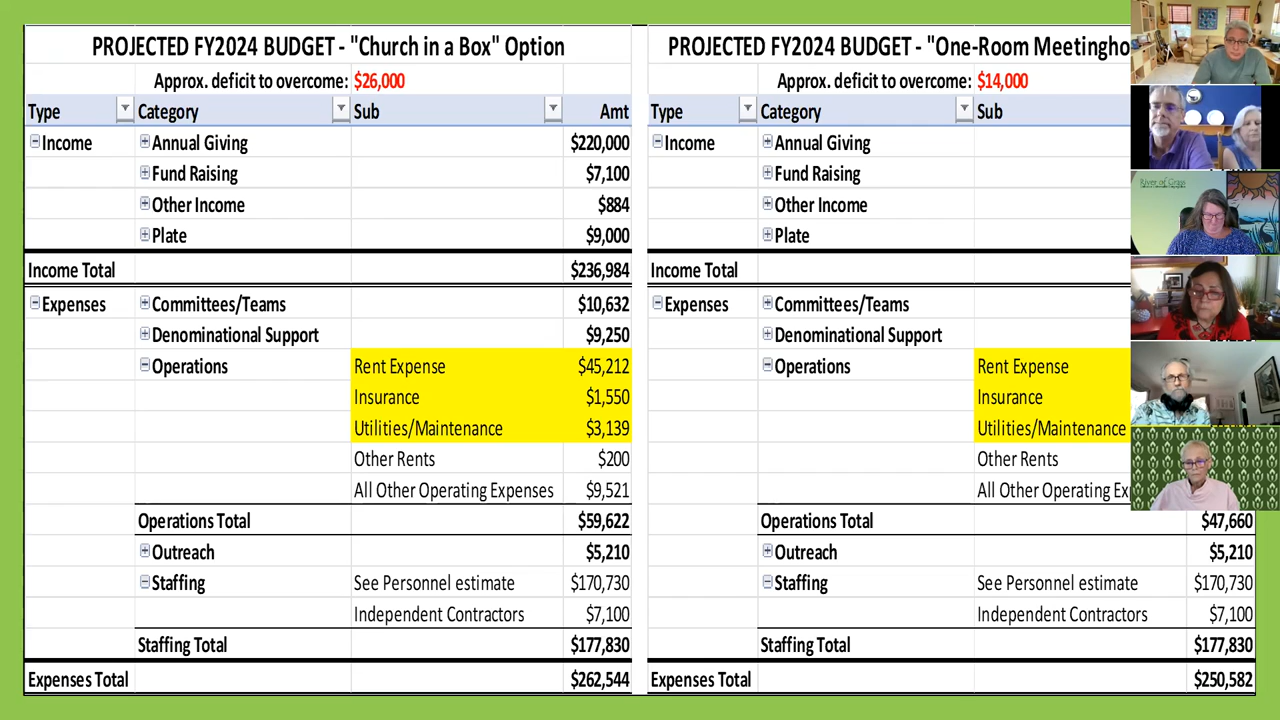 PROJECTED FY2024 BUDGET - "Church in a Box" Option
Approx. deficit to overcome: $26,000
Type Category Sub Amt
Income Annual Giving $220,000
Fund Raising $7,100
Other Income $884
Plate $9,000
Income Total $236,984
Expenses Committees/Teams $10,632
Denominational Support $9,250
Operations Rent Expense $45,212
Insurance $1,550
Utilities/Maintenance $3,139
Other Rents $200
All Other Operating Expenses $9,521
Operations Total $59,622
Outreach $5,210
Staffing See Personnel estimate $170,730
Independent Contractors $7,100
Staffing Total $177,830
Expenses Total $262,544
PROJECTED FY2024 BUDGET - "One-Room Meetingho
Approx. deficit to overcome: $14,000
Type Category Sub
Income Annual Giving
Fund Raising
Other Income
Plate
Income Total
Expenses Committees/Teams
Denominational Support
Operations Rent Expense
Insurance
Utilities/Maintenance
Other Rents
All Other Operating Exp
Operations Total $47,660
Outreach $5,210
Staffing See Personnel estimate $170,730
Independent Contractors $7,100
Staffing Total $177,830
Expenses Total $250,582
River of Grass